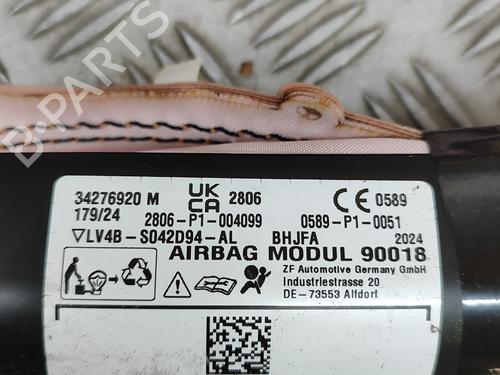 B-PARTS
34276920 M
UK CA
2806
CE 0589
179/24
2806-P1-004099
0589-P1-0051
▽LV4B-S042D94-AL
BHJFA
2024
AIRBAG MODUL 90018
ZF Automotive Germany GmbH
Industriestrasse 20
DE-73553 Alfdorf